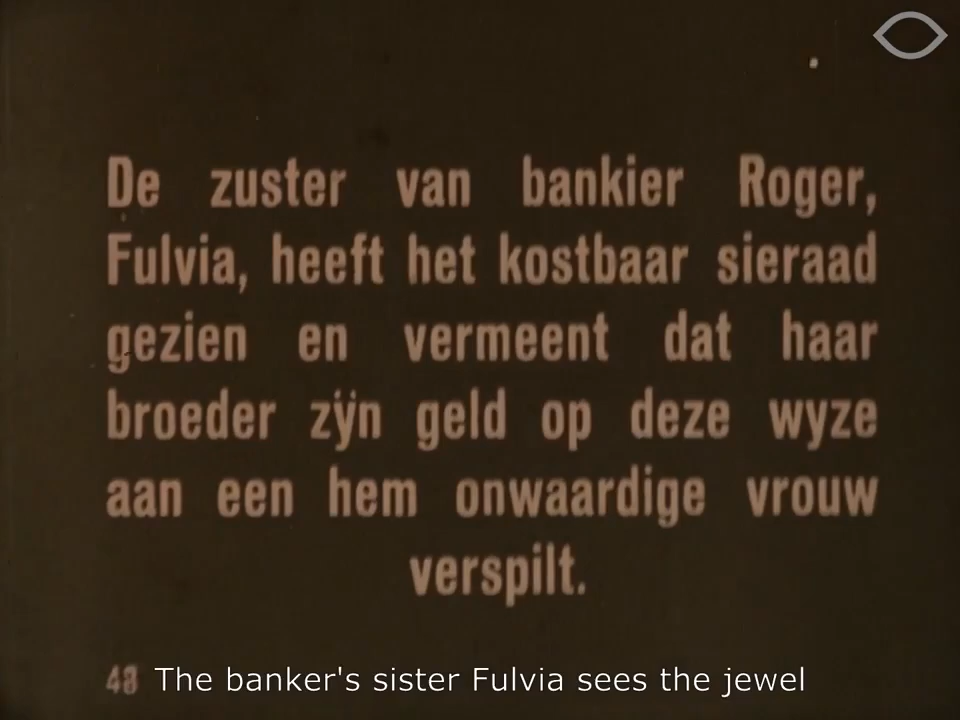 De zuster van bankier Roger,
Fulvia, heeft het kostbaar sieraad
gezien en vermeent dat haar
broeder zÿn geld op deze wyze
aan een hem onwaardige vrouw
verspilt.
48 The banker's sister Fulvia sees the jewel